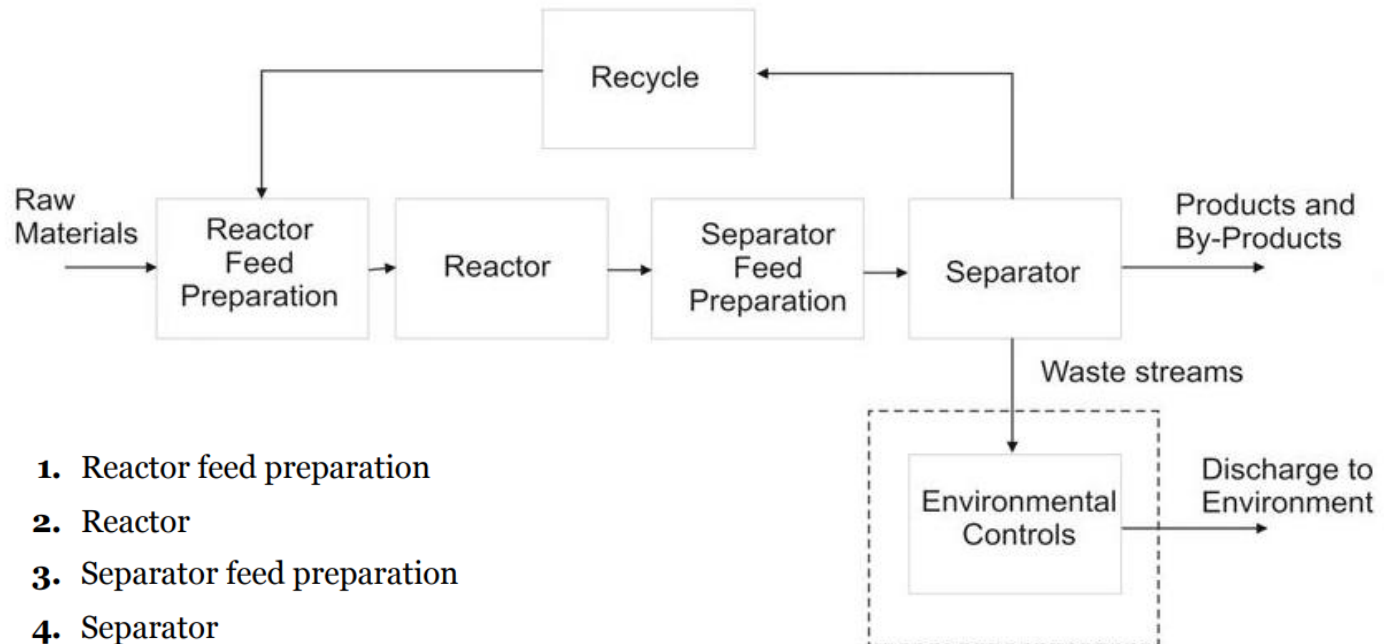 Recycle
Raw
Materials
Reactor
Feed
Preparation
Reactor
Separator
Feed
Preparation
Separator
Products and
By-Products
Waste streams
Environmental
Controls
Discharge to
Environment
1. Reactor feed preparation
2. Reactor
3. Separator feed preparation
4. Separator